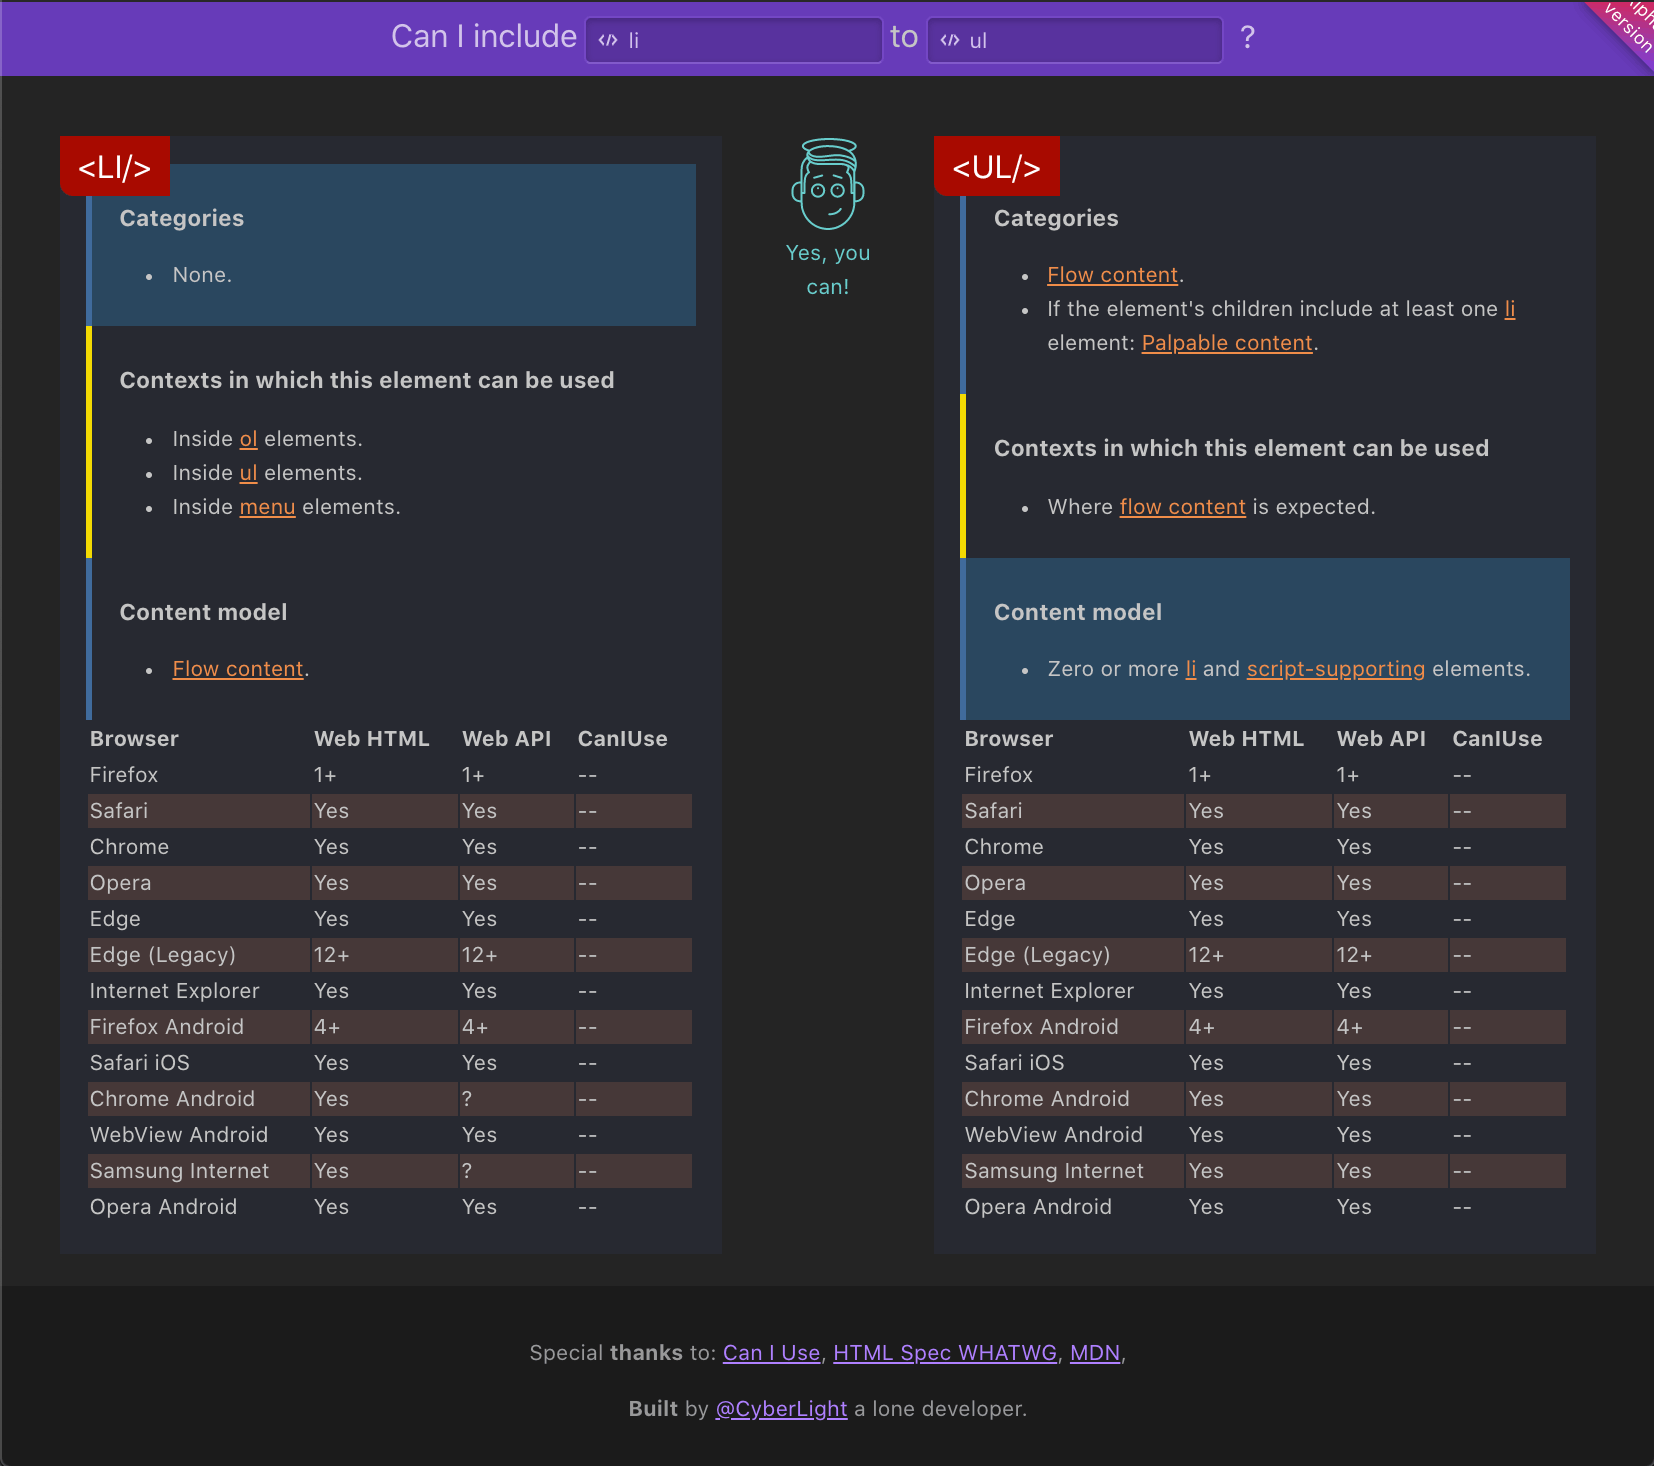 Can I include </> li to </> ul ?
version
<LI/>
Categories
• None.
Contexts in which this element can be used
• Inside ol elements.
• Inside ul elements.
• Inside menu elements.
Content model
• Flow content.
Browser Web HTML Web API CanIUse
Firefox 1+ 1+ --
Safari Yes Yes --
Chrome Yes Yes --
Opera Yes Yes --
Edge Yes Yes --
Edge (Legacy) 12+ 12+ --
Internet Explorer Yes Yes --
Firefox Android 4+ 4+ --
Safari iOS Yes Yes --
Chrome Android Yes ? --
WebView Android Yes Yes --
Samsung Internet Yes ? --
Opera Android Yes Yes --
Yes, you
can!
<UL/>
Categories
• Flow content.
• If the element's children include at least one li
element: Palpable content.
Contexts in which this element can be used
• Where flow content is expected.
Content model
• Zero or more li and script-supporting elements.
Browser Web HTML Web API CanIUse
Firefox 1+ 1+ --
Safari Yes Yes --
Chrome Yes Yes --
Opera Yes Yes --
Edge Yes Yes --
Edge (Legacy) 12+ 12+ --
Internet Explorer Yes Yes --
Firefox Android 4+ 4+ --
Safari iOS Yes Yes --
Chrome Android Yes Yes --
WebView Android Yes Yes --
Samsung Internet Yes Yes --
Opera Android Yes Yes --
Special thanks to: Can I Use, HTML Spec WHATWG, MDN,
Built by @CyberLight a lone developer.